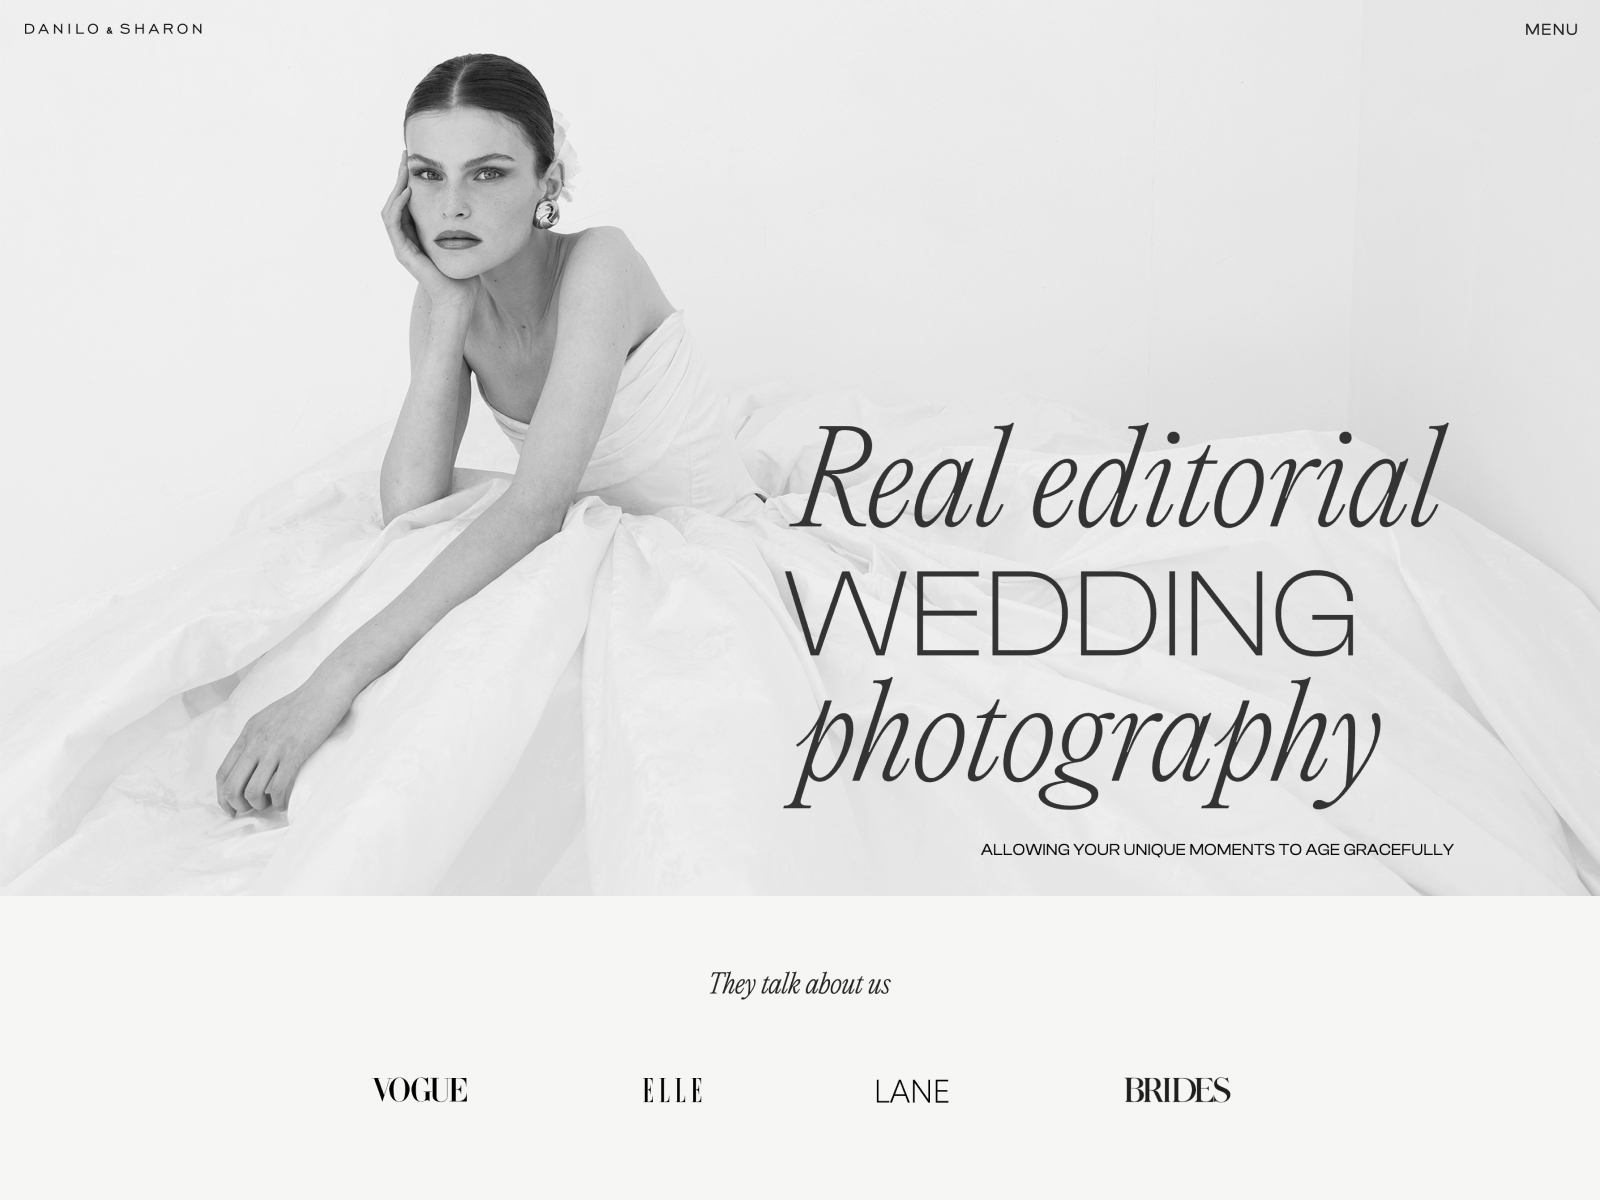 DANILO & SHARON
MENU
Real editorial
WEDDING
photography
ALLOWING YOUR UNIQUE MOMENTS TO AGE GRACEFULLY
They talk about us
VOGUE
ELLE
LANE
BRIDES